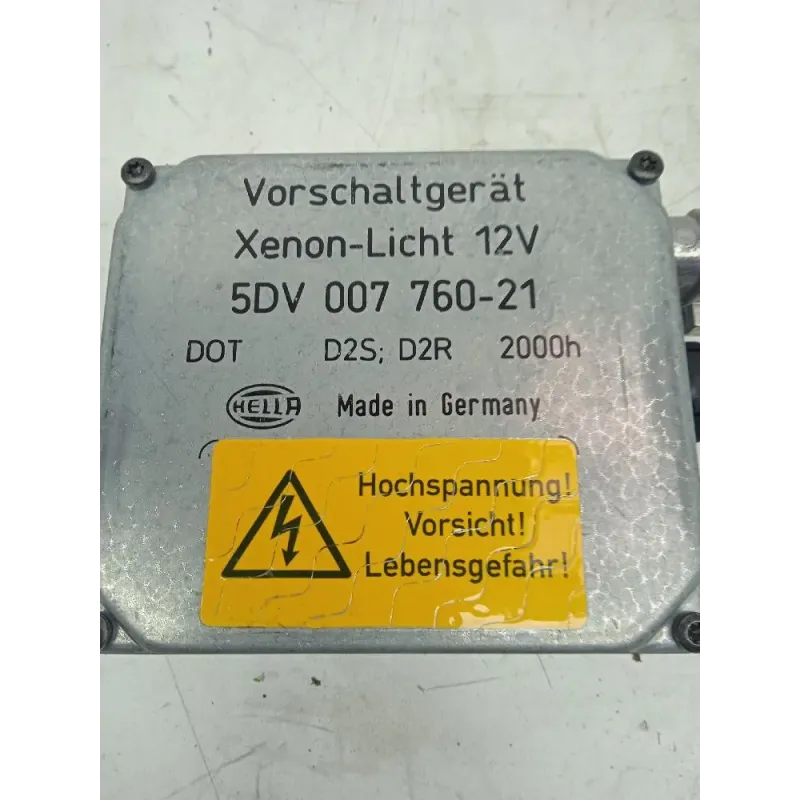 Vorschaltgerät
Xenon-Licht 12V
5DV 007 760-21
DOT D2S; D2R 2000h
HELLA Made in Germany
Hochspannung!
Vorsicht!
Lebensgefahr!